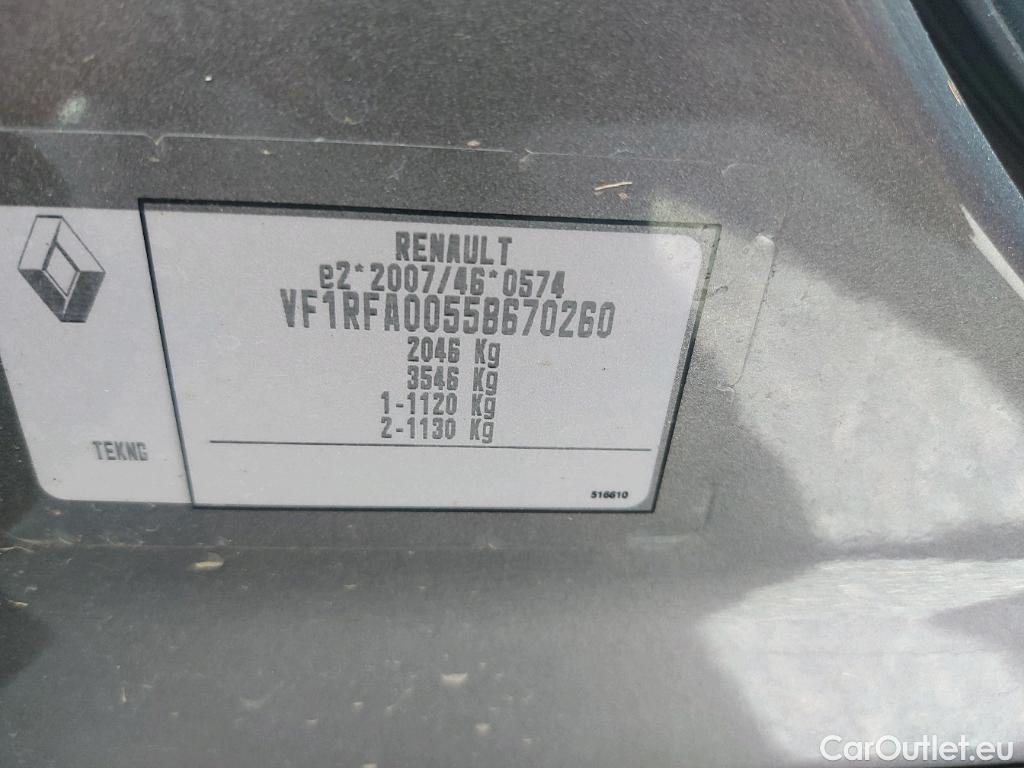 RENAULT
e2*2007/46*0574
VF1RFA00558670260
2046 Kg
3546 Kg
1-1120 Kg
2-1130 Kg
TEKNG
516610
CarOutlet.eu